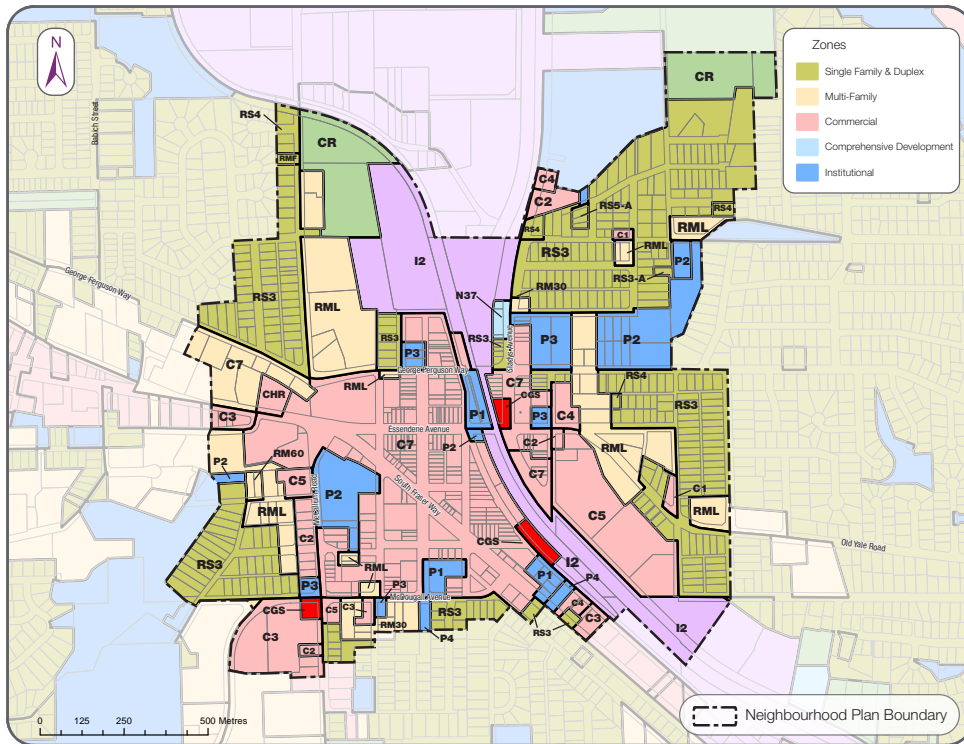 N
Zones
Single Family & Duplex
Multi-Family
Commercial
Comprehensive Development
Institutional
Babich Street
RS4
RMF
CR
CR
C4
C2
RS5-A
RS4
RS4
C1
RML
RML
RS3
P2
RS3-A
RM30
I2
N37
George Ferguson Way
RS3
RML
RS3
P3
RS3
Gladys Avenue
P3
P2
George Ferguson Way
RML
C7
CHR
C3
C7
P1
CGS
P3
C4
RS4
RS3
Essendene Avenue
C7
P2
C2
RML
P2
RM60
C5
McCallum Road
P2
South Fraser Way
C7
C1
RML
RML
C2
C5
CGS
Old Yale Road
RS3
P3
RML
P3
P1
I2
P1
P4
McDougall Avenue
CGS
C5
C3
RM30
P4
RS3
C4
C3
RS3
I2
C3
C2
0 125 250 500 Metres
Neighbourhood Plan Boundary